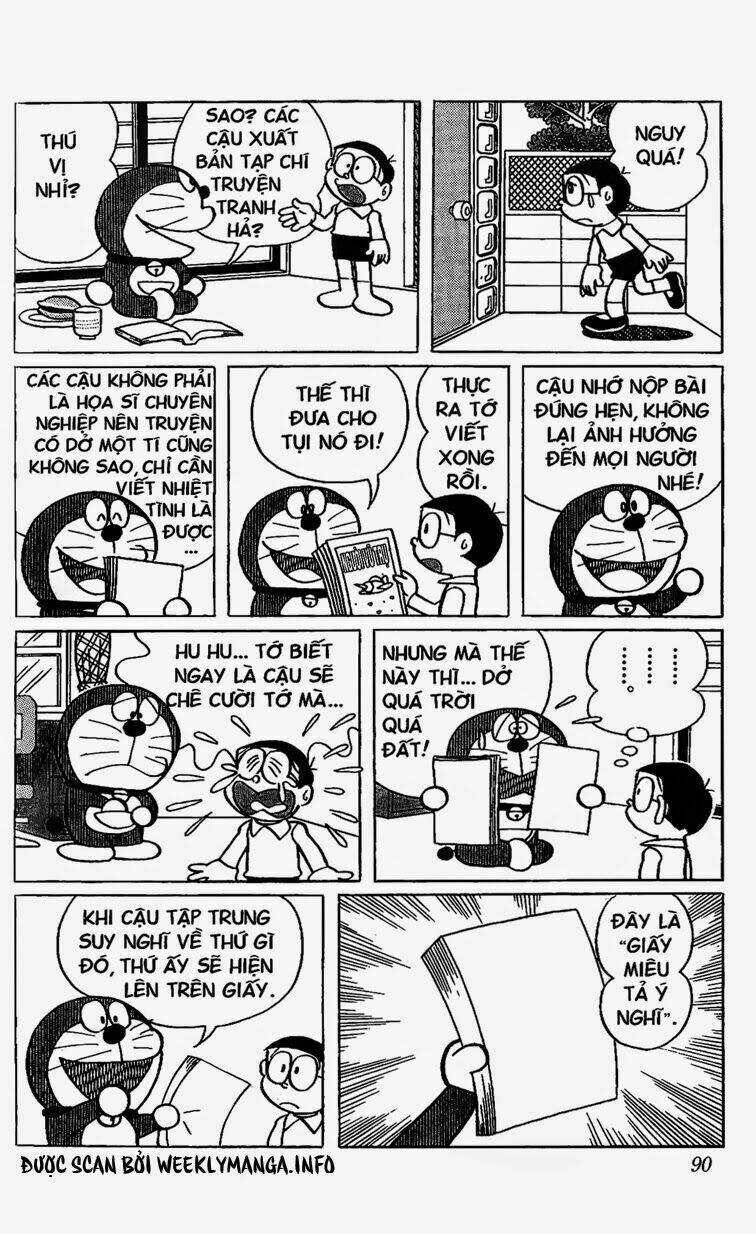 NGUY
QUÁ!
SAO? CÁC
CẬU XUẤT
BẢN TẠP CHÍ
TRUYỆN
TRANH
HẢ?
THÚ
VỊ
NHỈ?
CẬU NHỚ NỘP BÀI
ĐÚNG HẸN, KHÔNG
LẠI ẢNH HƯỞNG
ĐẾN MỌI NGƯỜI
NHÉ!
THỰC
RA TỚ
VIẾT
XONG
RỒI.
THẾ THÌ
ĐƯA CHO
TỤI NÓ ĐI!
CÁC CẬU KHÔNG PHẢI
LÀ HỌA SĨ CHUYÊN
NGHIỆP NÊN TRUYỆN
CÓ DỞ MỘT TÍ CŨNG
KHÔNG SAO, CHỈ CẦN
VIẾT NHIỆT
TÌNH LÀ
ĐƯỢC
...
......
NHƯNG MÀ THẾ
NÀY THÌ... DỞ
QUÁ TRỜI
QUÁ
ĐẤT!
HU HU... TỚ BIẾT
NGAY LÀ CẬU SẼ
CHÊ CƯỜI TỚ MÀ...
ĐÂY LÀ
“GIẤY
MIÊU
TẢ Ý
NGHĨ”.
KHI CẬU TẬP TRUNG
SUY NGHĨ VỀ THỨ GÌ
ĐÓ, THỨ ẤY SẼ HIỆN
LÊN TRÊN GIẤY.
ĐƯỢC SCAN BỞI WEEKLYMANGA.INFO
90